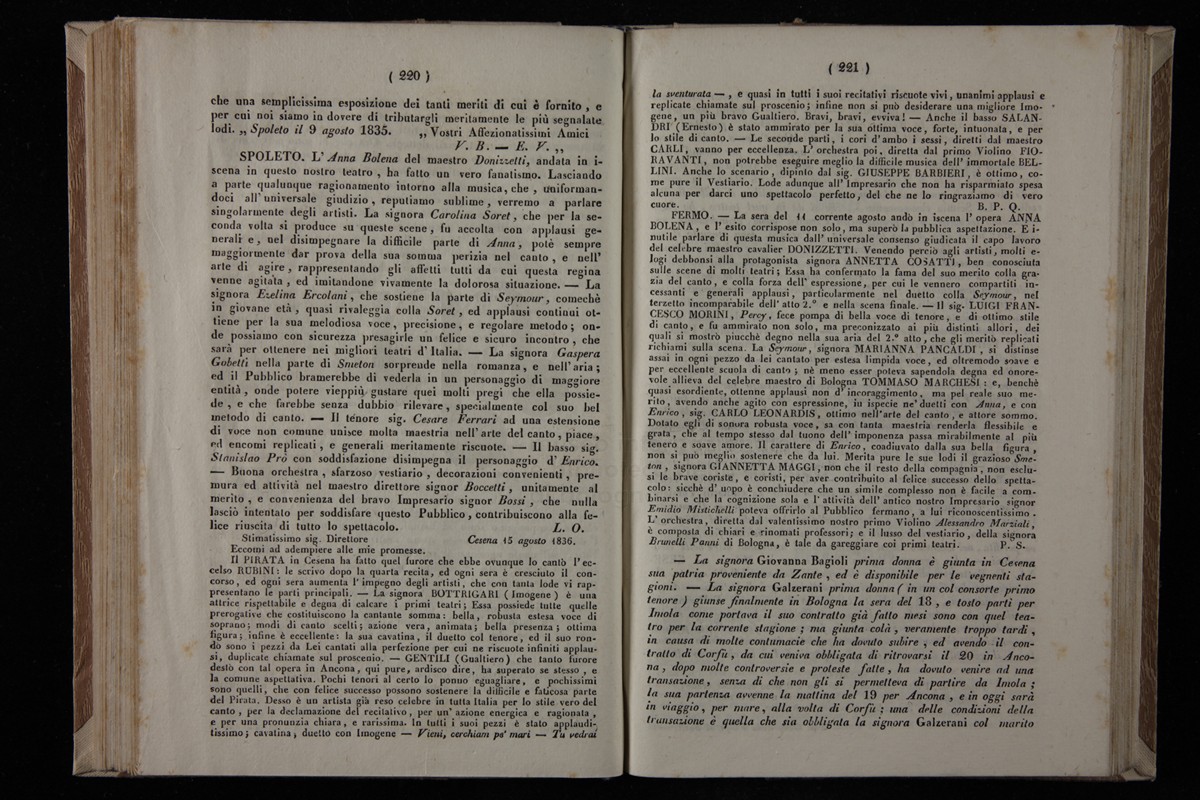 ( 220 )
che una semplicissima esposizione dei tanti meriti di cui è fornito , e
per cui noi siamo in dovere di tributargli meritamente le più segnalate
lodi. „ Spoleto il 9 agosto 1835. „ Vostri Affezionatissimi Amici
V. B. — E. V. „
SPOLETO. L' Anna Bolena del maestro Donizzetti, andata in i-
scena in questo nostro teatro , ha fatto un vero fanatismo. Lasciando
a parte qualunque ragionamento intorno alla musica, che , uniforman-
doci all' universale giudizio , reputiamo sublime , verremo a parlare
singolarmente degli artisti. La signora Carolina Soret , che per la se-
conda volta si produce su queste scene , fu accolta con applausi ge-
nerali e , nel disimpegnare la difficile parte di Anna , potè sempre
maggiormente dar prova della sua somma perizia nel canto , e nell'
arte di agire , rappresentando gli affetti tutti da cui questa regina
venne agitata , ed imitandone vivamente la dolorosa situazione. — La
signora Ezelina Ercolani , che sostiene la parte di Seymour, comechè
in giovane età , quasi rivaleggia colla Soret , ed applausi continui ot-
tiene per la sua melodiosa voce , precisione , e regolare metodo ; on-
de possiamo con sicurezza presagirle un felice e sicuro incontro , che
sarà per ottenere nei migliori teatri d' Italia. — La signora Gaspera
Gobetti nella parte di Smeton sorprende nella romanza , e nell' aria ;
ed il Pubblico bramerebbe di vederla in un personaggio di maggiore
entità , onde potere vieppiù gustare quei molti pregi che ella possie-
de , e che farebbe senza dubbio rilevare , specialmente col suo bel
metodo di canto. — Il tenore sig. Cesare Ferrari ad una estensione
di voce non comune unisce molta maestria nell' arte del canto , piace ,
ed encomi replicati , e generali meritamente riscuote. — Il basso sig.
Stanislao Prò con soddisfazione disimpegna il personaggio d' Enrico.
— Buona orchestra , sfarzoso vestiario , decorazioni convenienti , pre-
mura ed attività nel maestro direttore signor Boccetti , unitamente al
merito , e convenienza del bravo Impresario signor Bossi , che nulla
lasciò intentato per soddisfare questo Pubblico , contribuiscono alla fe-
lice riuscita di tutto lo spettacolo. L. O.
Stimatissimo sig. Direttore Cesena 15 agosto 1836.
Eccomi ad adempiere alle mie promesse.
Il PIRATA in Cesena ha fatto quel furore che ebbe ovunque lo cantò l' ec-
celso RUBINI : le scrivo dopo la quarta recita, ed ogni sera è cresciuto il con-
corso , ed ogni sera aumenta l' impegno degli artisti , che con tanta lode vi rap-
presentano le parti principali. — La signora BOTTRIGARI ( Imogene ) è una
attrice rispettabile e degna di calcare i primi teatri ; Essa possiede tutte quelle
prerogative che costituiscono la cantante somma : bella , robusta estesa voce di
soprano ; modi di canto scelti ; azione vera , animata ; bella presenza ; ottima
figura ; infine è eccellente : la sua cavatina , il duetto col tenore , ed il suo ron-
dò sono i pezzi da Lei cantati alla perfezione per cui ne riscuote infiniti applau-
si , duplicate chiamate sul proscenio. — GENTILI ( Gualtiero ) che tanto furore
destò con tal opera in Ancona , qui pure , ardisco dire , ha superato se stesso , e
la comune aspettativa. Pochi tenori al certo lo ponno eguagliare , e pochissimi
sono quelli , che con felice successo possono sostenere la difficile e faticosa parte
del Pirata. Desso è un artista già reso celebre in tutta Italia per lo stile vero del
canto , per la declamazione del recitativo , per un' azione energica e ragionata ,
e per una pronunzia chiara , e rarissima. In tutti i suoi pezzi è stato applaudi-
tissimo ; cavatina , duetto con Imogene — Vieni, cerchiam pe' mari — Tu vedrai
( 221 )
la sventurata — , e quasi in tutti i suoi recitativi riscuote vivi , unanimi applausi e
replicate chiamate sul proscenio ; infine non si può desiderare una migliore Imo-
gene , un più bravo Gualtiero. Bravi, bravi, evviva ! — Anche il basso SALAN-
DRI ( Ernesto ) è stato ammirato per la sua ottima voce, forte, intuonata, e per
lo stile di canto. — Le seconde parti , i cori d' ambo i sessi , diretti dal maestro
CARLI , vanno per eccellenza. L' orchestra poi , diretta dal primo Violino FIO-
RAVANTI , non potrebbe eseguire meglio la difficile musica dell' immortale BEL-
LINI. Anche lo scenario , dipinto dal sig. GIUSEPPE BARBIERI , è ottimo , co-
me pure il Vestiario. Lode adunque all' Impresario che non ha risparmiato spesa
alcuna per darci uno spettacolo perfetto , del che ne lo ringraziamo di vero
cuore. B. P. Q.
FERMO. — La sera del 11 corrente agosto andò in iscena l' opera ANNA
BOLENA , e l' esito corrispose non solo , ma superò la pubblica aspettazione. E i-
nutile parlare di questa musica dall' universale consenso giudicata il capo lavoro
del celebre maestro cavalier DONIZZETTI. Venendo perciò agli artisti, molti e-
logi debbonsi alla protagonista signora ANNETTA COSATTI , ben conosciuta
sulle scene di molti teatri ; Essa ha confermato la fama del suo merito colla gra-
zia del canto , e colla forza dell' espressione, per cui le vennero compartiti in-
cessanti e generali applausi , particolarmente nel duetto colla Seymour, nel
terzetto incomparabile dell' atto 2.° e nella scena finale. — Il sig. LUIGI FRAN-
CESCO MORINI , Percy, fece pompa di bella voce di tenore , e di ottimo stile
di canto , e fu ammirato non solo, ma preconizzato ai più distinti allori , dei
quali si mostrò piucchè degno nella sua aria del 2.° atto , che gli meritò replicati
richiami sulla scena. La Seymour, signora MARIANNA PANCALDI , si distinse
assai in ogni pezzo da lei cantato per estesa limpida voce , ed oltremodo soave e
per eccellente scuola di canto ; nè meno esser poteva sapendola degna ed onore-
vole allieva del celebre maestro di Bologna TOMMASO MARCHESI : e, benchè
quasi esordiente, ottenne applausi non d' incoraggimento , ma pel reale suo me-
rito , avendo anche agito con espressione, in ispecie ne' duetti con Anna, e con
Enrico , sig. CARLO LEONARDIS , ottimo nell' arte del canto , e attore sommo.
Dotato egli di sonora robusta voce , sa con tanta maestria renderla flessibile e
grata , che al tempo stesso dal tuono dell' imponenza passa mirabilmente al più
tenero e soave amore. Il carattere di Enrico , coadiuvato dalla sua bella figura ,
non si può meglio sostenere che da lui. Merita pure le sue lodi il grazioso Sme-
ton , signora GIANNETTA MAGGI , non che il resto della compagnia , non esclu-
si le brave coriste , e coristi, per aver contribuito al felice successo dello spetta-
colo : sicchè d' uopo è conchiudere che un simile complesso non è facile a com-
binarsi e che la cognizione sola e l' attività dell' antico nostro Impresario signor
Emidio Mistichelli poteva offrirlo al Pubblico fermano , a lui riconoscentissimo .
L' orchestra , diretta dal valentissimo nostro primo Violino Alessandro Marziali,
è composta di chiari e rinomati professori ; e il lusso del vestiario , della signora
Brunelli Panni di Bologna , è tale da gareggiare coi primi teatri. P. S.
— La signora Giovanna Bagioli prima donna è giunta in Cesena
sua patria proveniente da Zante , ed è disponibile per le vegnenti sta-
gioni. — La signora Galzerani prima donna ( in un col consorte primo
tenore ) giunse finalmente in Bologna la sera del 18 , e tosto partì per
Imola come portava il suo contratto già fatto mesi sono con quel tea-
tro per la corrente stagione ; ma giunta colà , veramente troppo tardi ,
in causa di molte contumacie che ha dovuto subire , ed avendo il con-
tratto di Corfù , da cui veniva obbligata di ritrovarsi il 20 in Anco-
na , dopo molte controversie e proteste fatte , ha dovuto venire ad una
transazione , senza di che non gli si permetteva di partire da Imola ;
la sua partenza avvenne la mattina del 19 per Ancona , e in oggi sarà
in viaggio , per mare , alla volta di Corfù : una delle condizioni della
transazione è quella che sia obbligata la signora Galzerani col marito